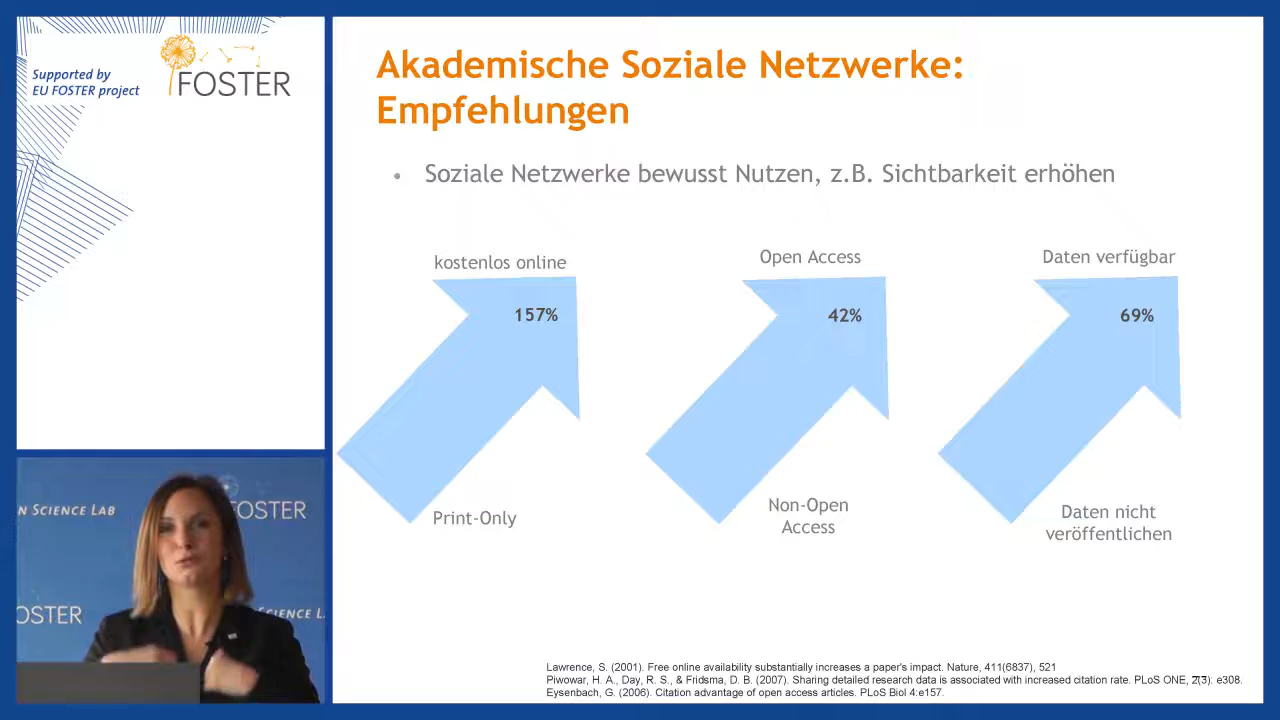 Supported by
EU FOSTER project
FOSTER
Akademische Soziale Netzwerke:
Empfehlungen
• Soziale Netzwerke bewusst Nutzen, z.B. Sichtbarkeit erhöhen
kostenlos online
157%
Print-Only
Open Access
42%
Non-Open
Access
Daten verfügbar
69%
Daten nicht
veröffentlichen
Lawrence, S. (2001). Free online availability substantially increases a paper's impact. Nature, 411(6837), 521
Piwowar, H. A., Day, R. S., & Fridsma, D. B. (2007). Sharing detailed research data is associated with increased citation rate. PLoS ONE, 2(3): e308.
Eysenbach, G. (2006). Citation advantage of open access articles. PLoS Biol 4:e157.
N SCIENCE LAB
FOSTER
OSTER
CIENCE L